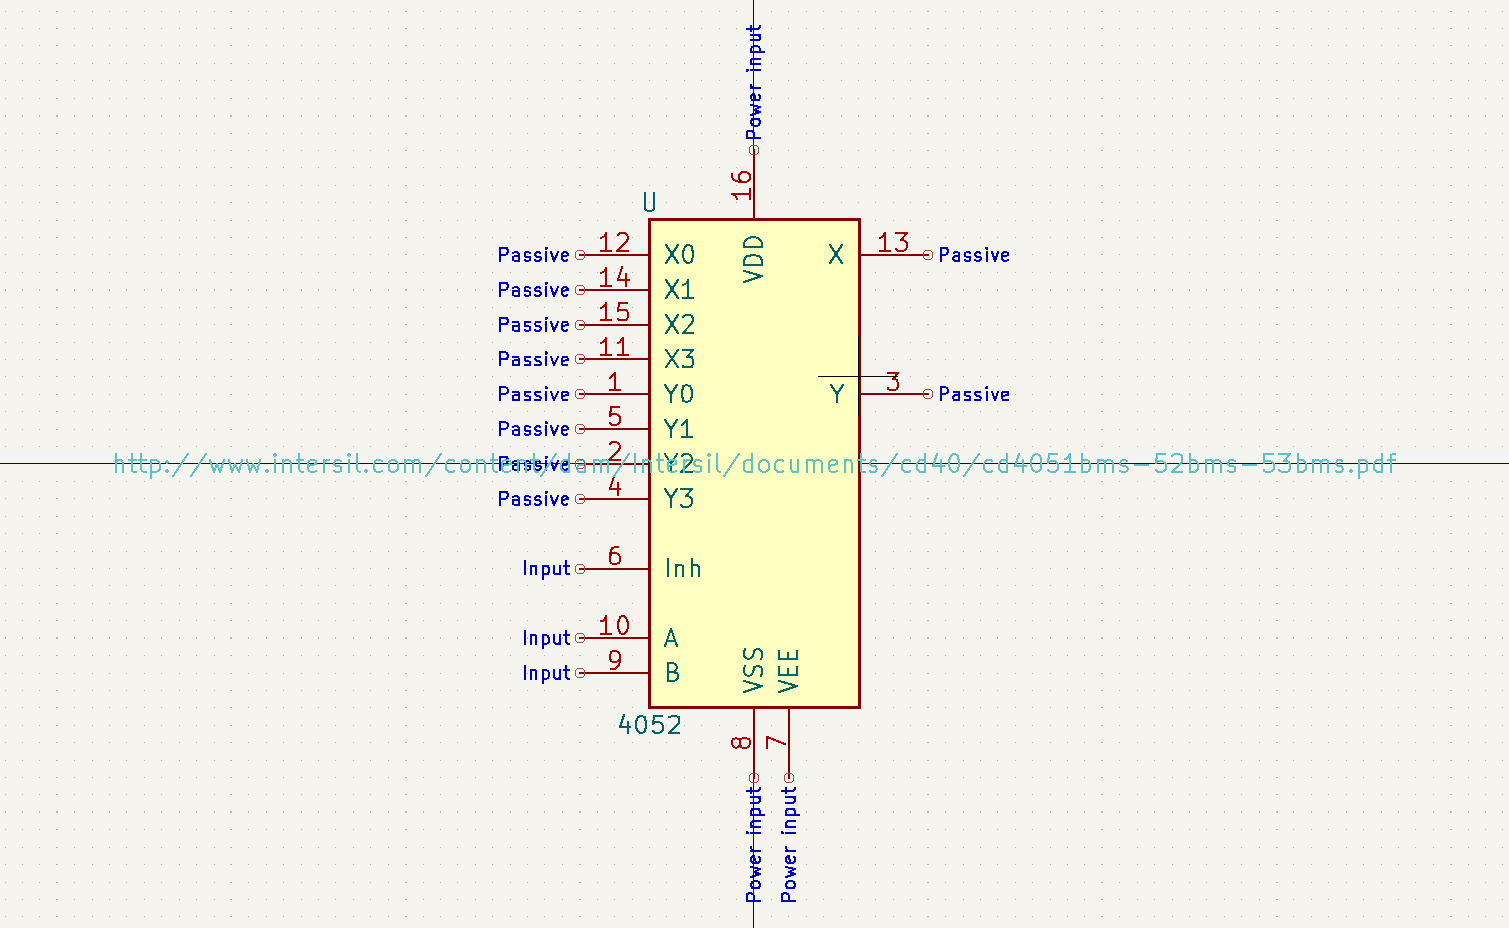 Power input
16
U
VDD
Passive 12 X0 X 13 Passive
Passive 14 X1
Passive 15 X2
Passive 11 X3
Passive 1 Y0 Y 3 Passive
Passive 5 Y1
Passive 2 Y2
http://www.intersil.com/content/dam/Intersil/documents/cd40/cd4051bms-52bms-53bms.pdf
Passive 4 Y3
Input 6 Inh
Input 10 A
Input 9 B
VSS VEE
4052
8 7
Power input Power input